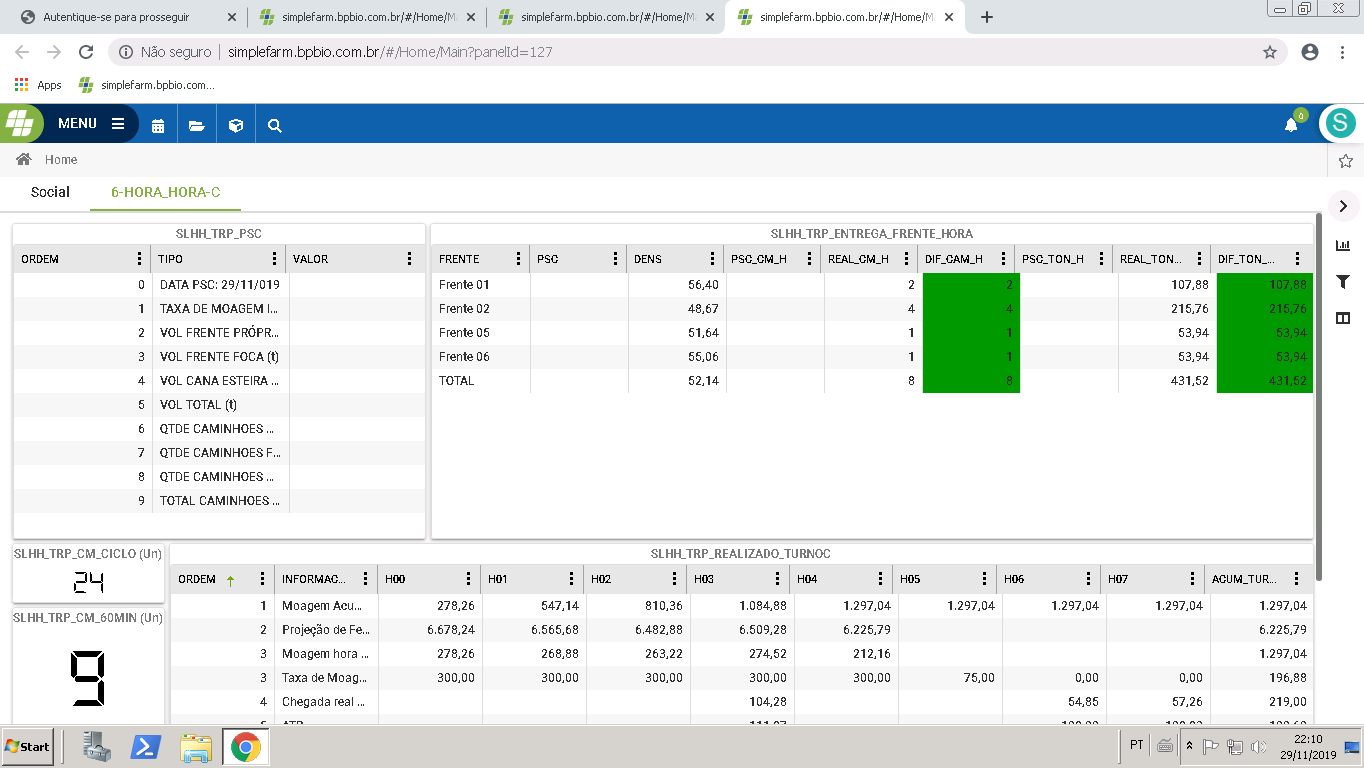 Autentique-se para prosseguir
simplefarm.bpbio.com.br/#/Home/M
simplefarm.bpbio.com.br/#/Home/M
simplefarm.bpbio.com.br/#/Home/M
Não seguro simplefarm.bpbio.com.br/#/Home/Main?panelId=127
Apps simplefarm.bpbio.com...
MENU 0 S
Home
Social 6-HORA_HORA-C
SLHH_TRP_PSC
ORDEM TIPO VALOR
0 DATA PSC: 29/11/019
1 TAXA DE MOAGEM I...
2 VOL FRENTE PRÓPR...
3 VOL FRENTE FOCA (t)
4 VOL CANA ESTEIRA ...
5 VOL TOTAL (t)
6 QTDE CAMINHOES ...
7 QTDE CAMINHOES F...
8 QTDE CAMINHOES ...
9 TOTAL CAMINHOES ...
SLHH_TRP_ENTREGA_FRENTE_HORA
FRENTE PSC DENS PSC_CM_H REAL_CM_H DIF_CAM_H PSC_TON_H REAL_TON... DIF_TON_...
Frente 01 56,40 2 2 107,88 107,88
Frente 02 48,67 4 4 215,76 215,76
Frente 05 51,64 1 1 53,94 53,94
Frente 06 55,06 1 1 53,94 53,94
TOTAL 52,14 8 8 431,52 431,52
SLHH_TRP_CM_CICLO (Un)
24
SLHH_TRP_CM_60MIN (Un)
9
SLHH_TRP_REALIZADO_TURNOC
ORDEM INFORMAC... H00 H01 H02 H03 H04 H05 H06 H07 ACUM_TUR...
1 Moagem Acu... 278,26 547,14 810,36 1.084,88 1.297,04 1.297,04 1.297,04 1.297,04 1.297,04
2 Projeção de Fe... 6.678,24 6.565,68 6.482,88 6.509,28 6.225,79 6.225,79
3 Moagem hora ... 278,26 268,88 263,22 274,52 212,16 1.297,04
3 Taxa de Moag... 300,00 300,00 300,00 300,00 300,00 75,00 0,00 0,00 196,88
4 Chegada real ... 104,28 54,85 57,26 219,00
Start PT 22:10
29/11/2019